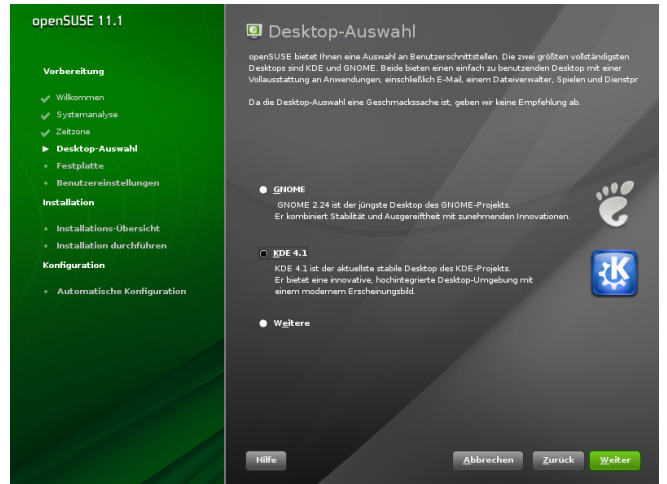 openSUSE 11.1
Vorbereitung
Willkommen
Systemanalyse
Zeitzone
Desktop-Auswahl
Festplatte
Benutzereinstellungen
Installation
Installations-Übersicht
Installation durchführen
Konfiguration
Automatische Konfiguration
Desktop-Auswahl
openSUSE bietet Ihnen eine Auswahl an Benutzerschnittstellen. Die zwei größten vollständigsten
Desktops sind KDE und GNOME. Beide bieten einen einfach zu benutzenden Desktop mit einer
Vollausstattung an Anwendungen, einschließlich E-Mail, einem Dateiverwalter, Spielen und Dienstpr
Da die Desktop-Auswahl eine Geschmackssache ist, geben wir keine Empfehlung ab.
GNOME
GNOME 2.24 ist der jüngste Desktop des GNOME-Projekts.
Er kombiniert Stabilität und Ausgereiftheit mit zunehmenden Innovationen.
KDE 4.1
KDE 4.1 ist der aktuellste stabile Desktop des KDE-Projekts.
Er bietet eine innovative, hochintegrierte Desktop-Umgebung mit
einem modernem Erscheinungsbild.
Weitere
Hilfe
Abbrechen
Zurück
Weiter